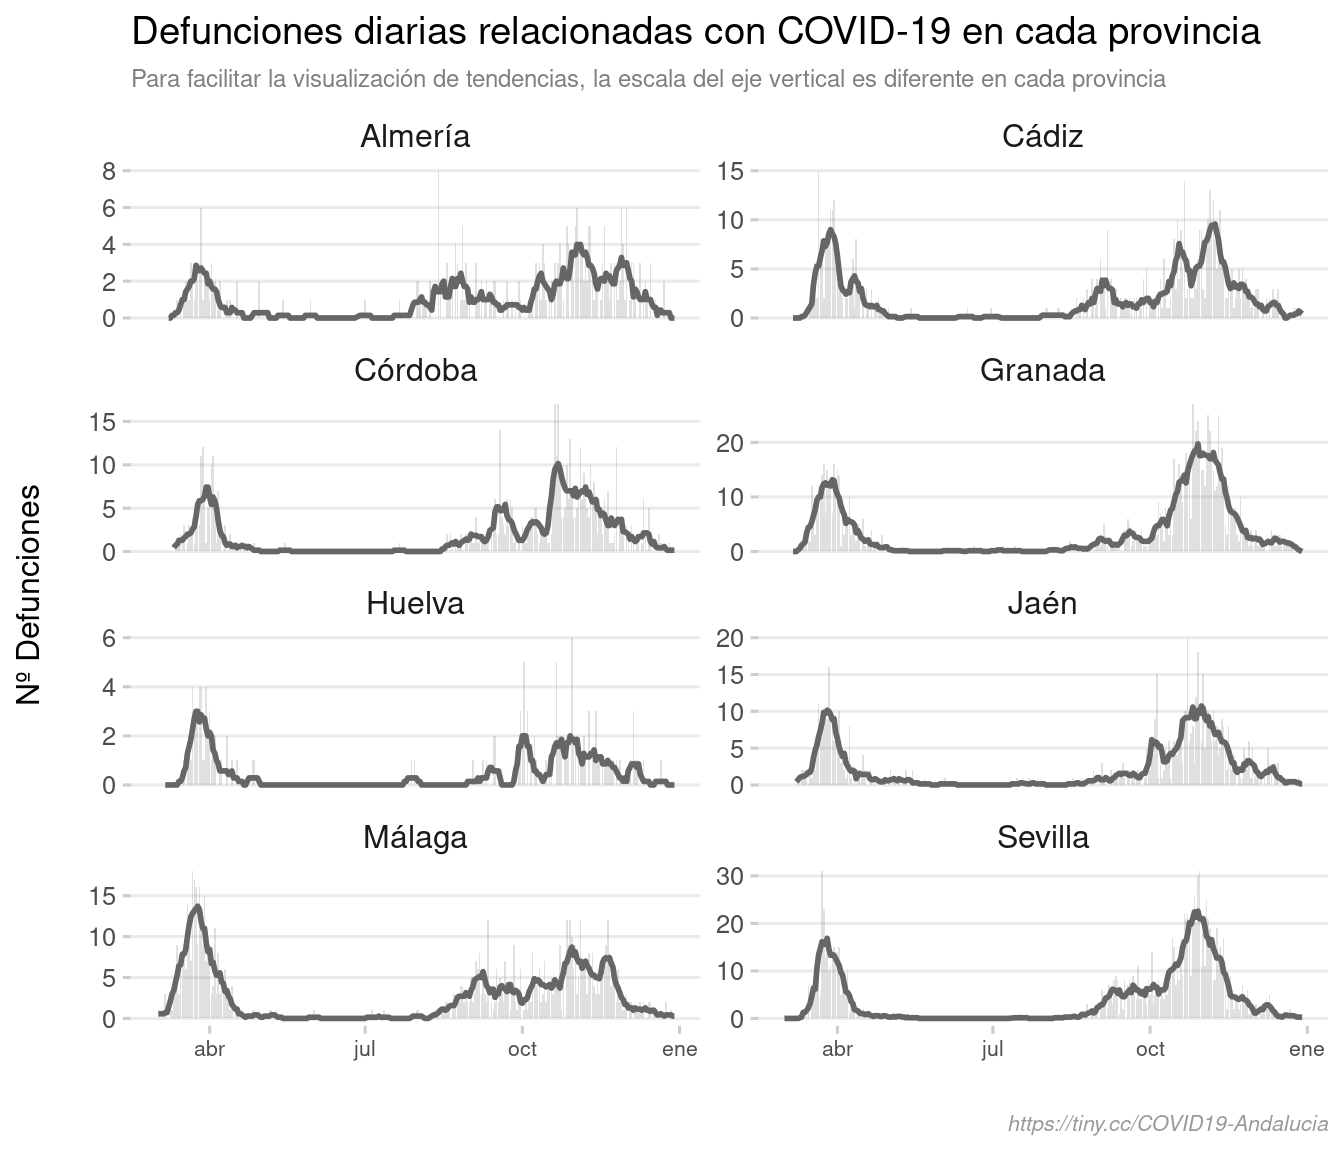 Defunciones diarias relacionadas con COVID-19 en cada provincia
Para facilitar la visualización de tendencias, la escala del eje vertical es diferente en cada provincia
Nº Defunciones
Almería
8
6
4
2
0
Cádiz
15
10
5
0
Córdoba
15
10
5
0
Granada
20
10
0
Huelva
6
4
2
0
Jaén
20
15
10
5
0
Málaga
15
10
5
0
abr jul oct ene
Sevilla
30
20
10
0
abr jul oct ene
https://tiny.cc/COVID19-Andalucia